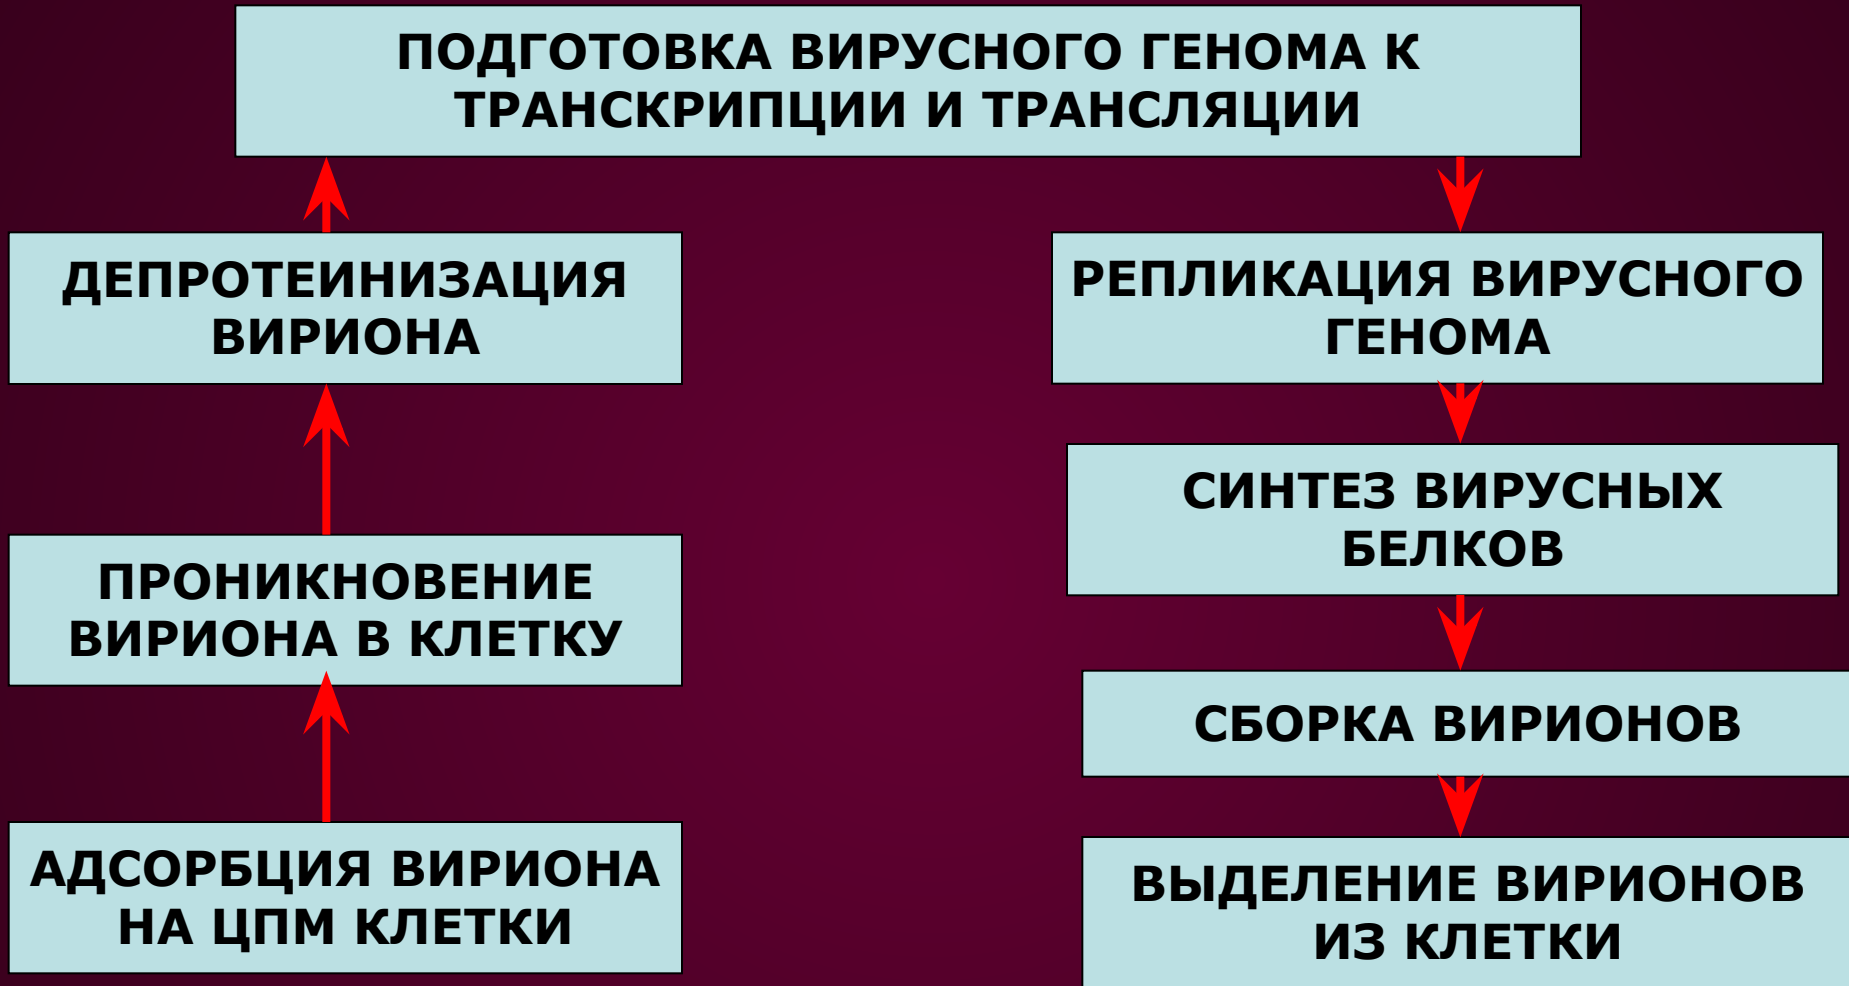 ПОДГОТОВКА ВИРУСНОГО ГЕНОМА К
ТРАНСКРИПЦИИ И ТРАНСЛЯЦИИ
ДЕПРОТЕИНИЗАЦИЯ
ВИРИОНА
РЕПЛИКАЦИЯ ВИРУСНОГО
ГЕНОМА
СИНТЕЗ ВИРУСНЫХ
БЕЛКОВ
ПРОНИКНОВЕНИЕ
ВИРИОНА В КЛЕТКУ
СБОРКА ВИРИОНОВ
АДСОРБЦИЯ ВИРИОНА
НА ЦПМ КЛЕТКИ
ВЫДЕЛЕНИЕ ВИРИОНОВ
ИЗ КЛЕТКИ